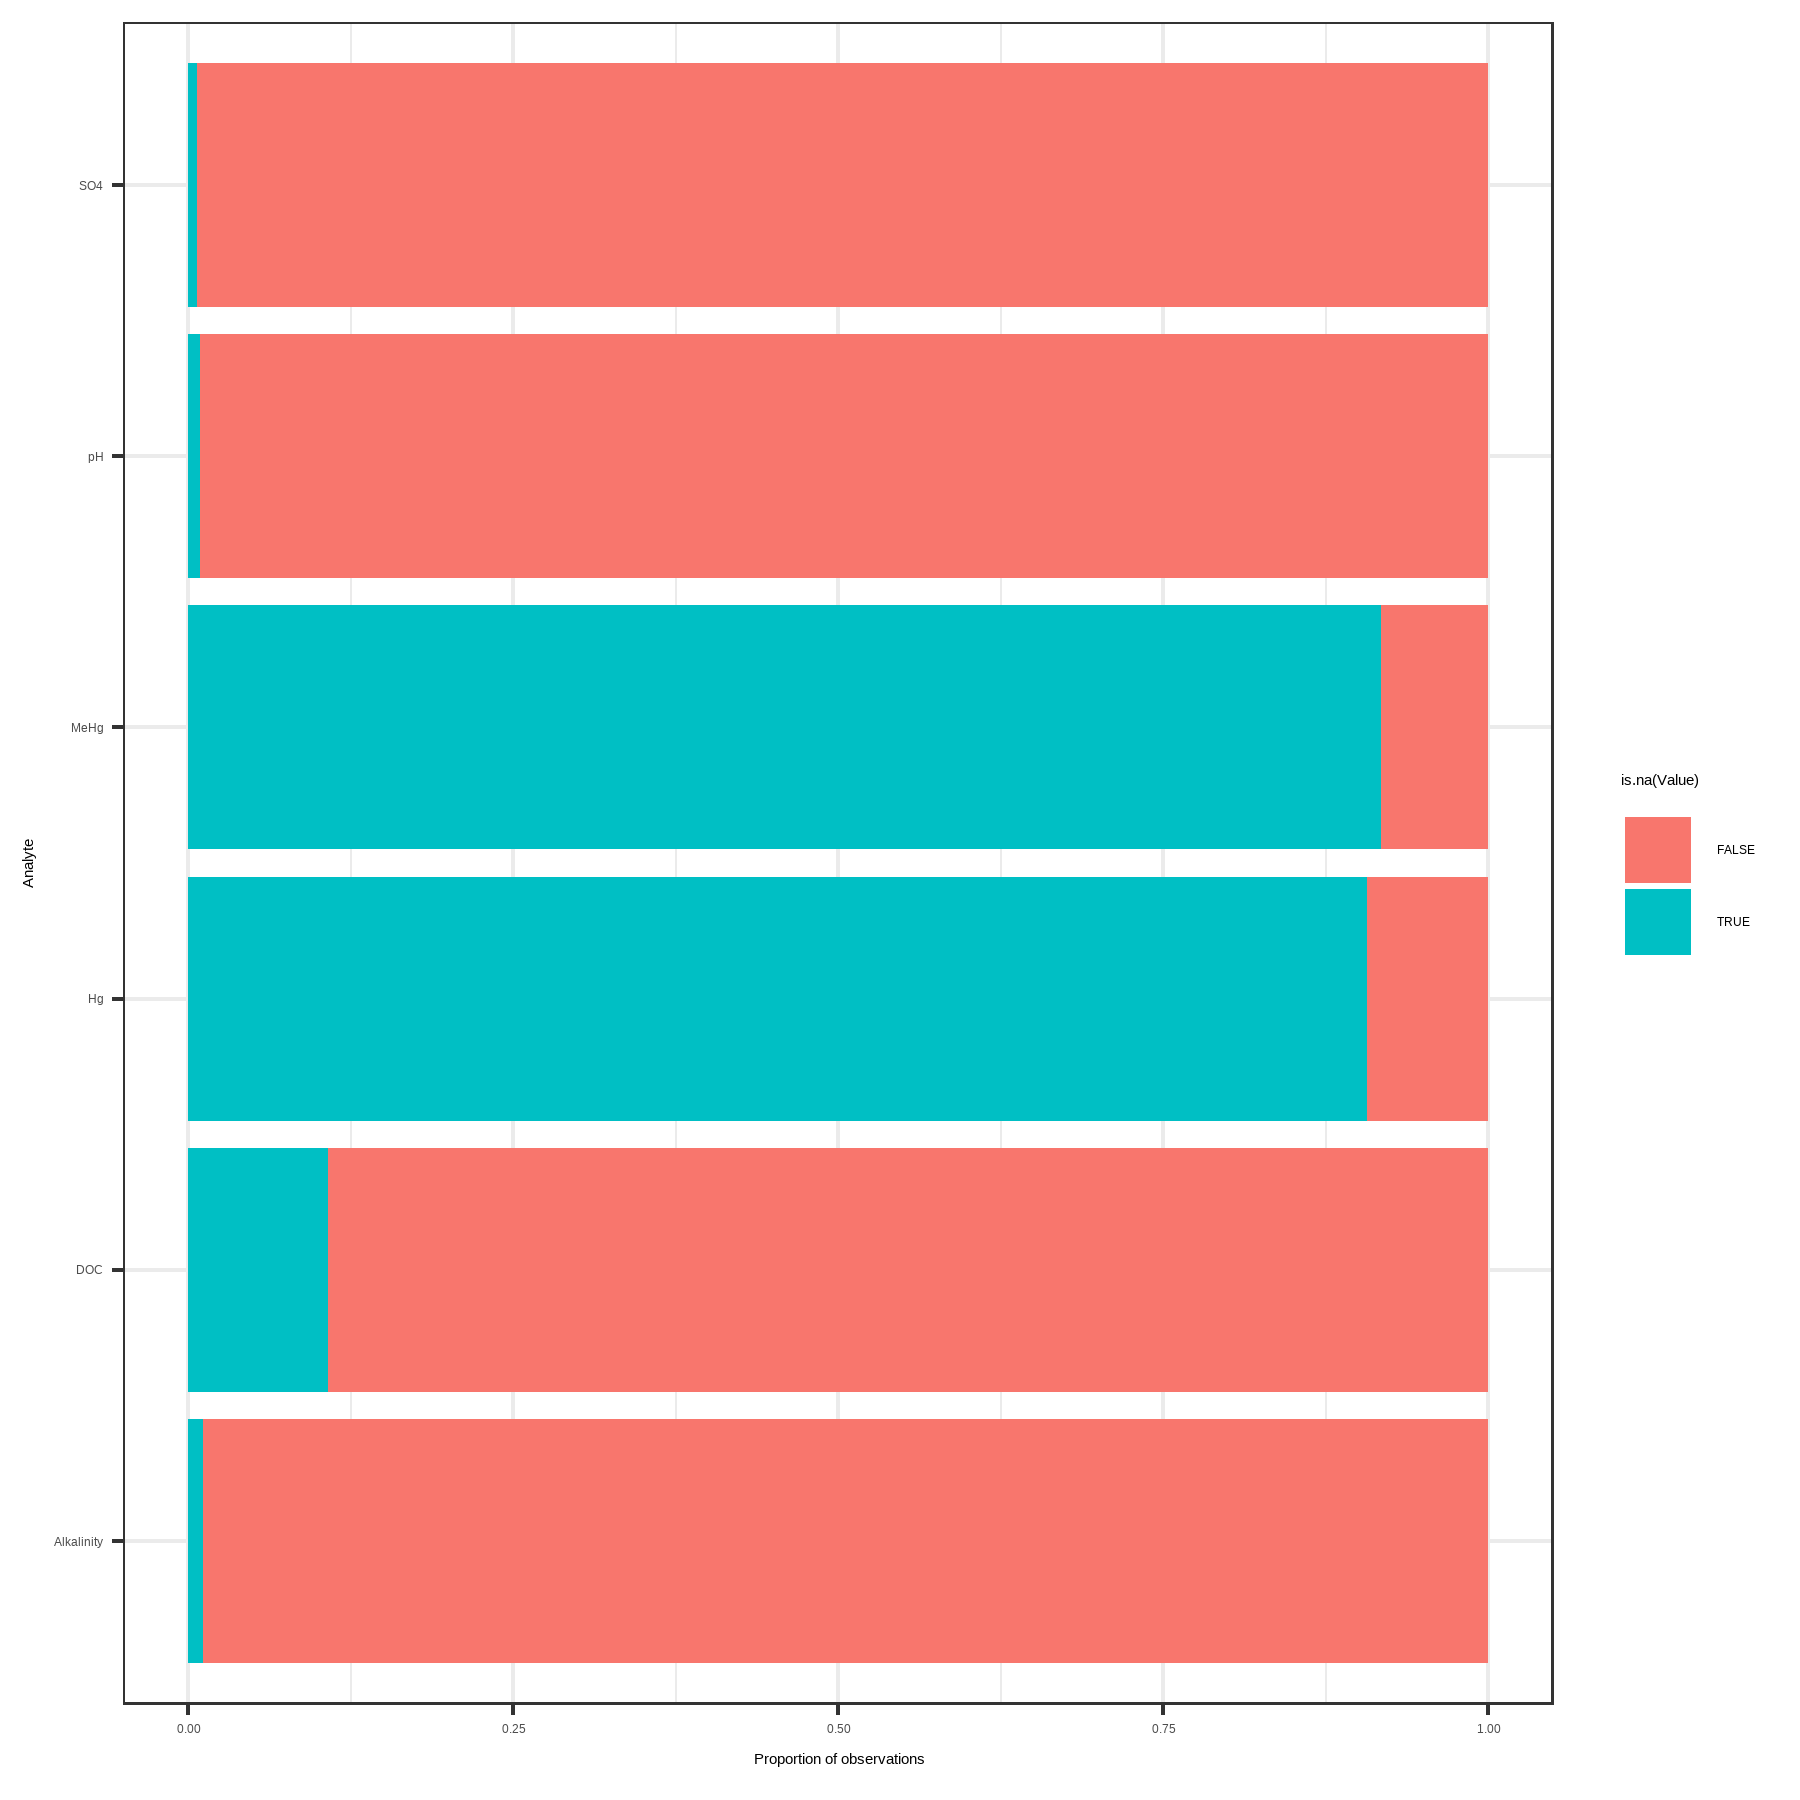 SO4
pH
MeHg
Hg
DOC
Alkalinity
Analyte
0.00 0.25 0.50 0.75 1.00
Proportion of observations
is.na(Value)
FALSE
TRUE